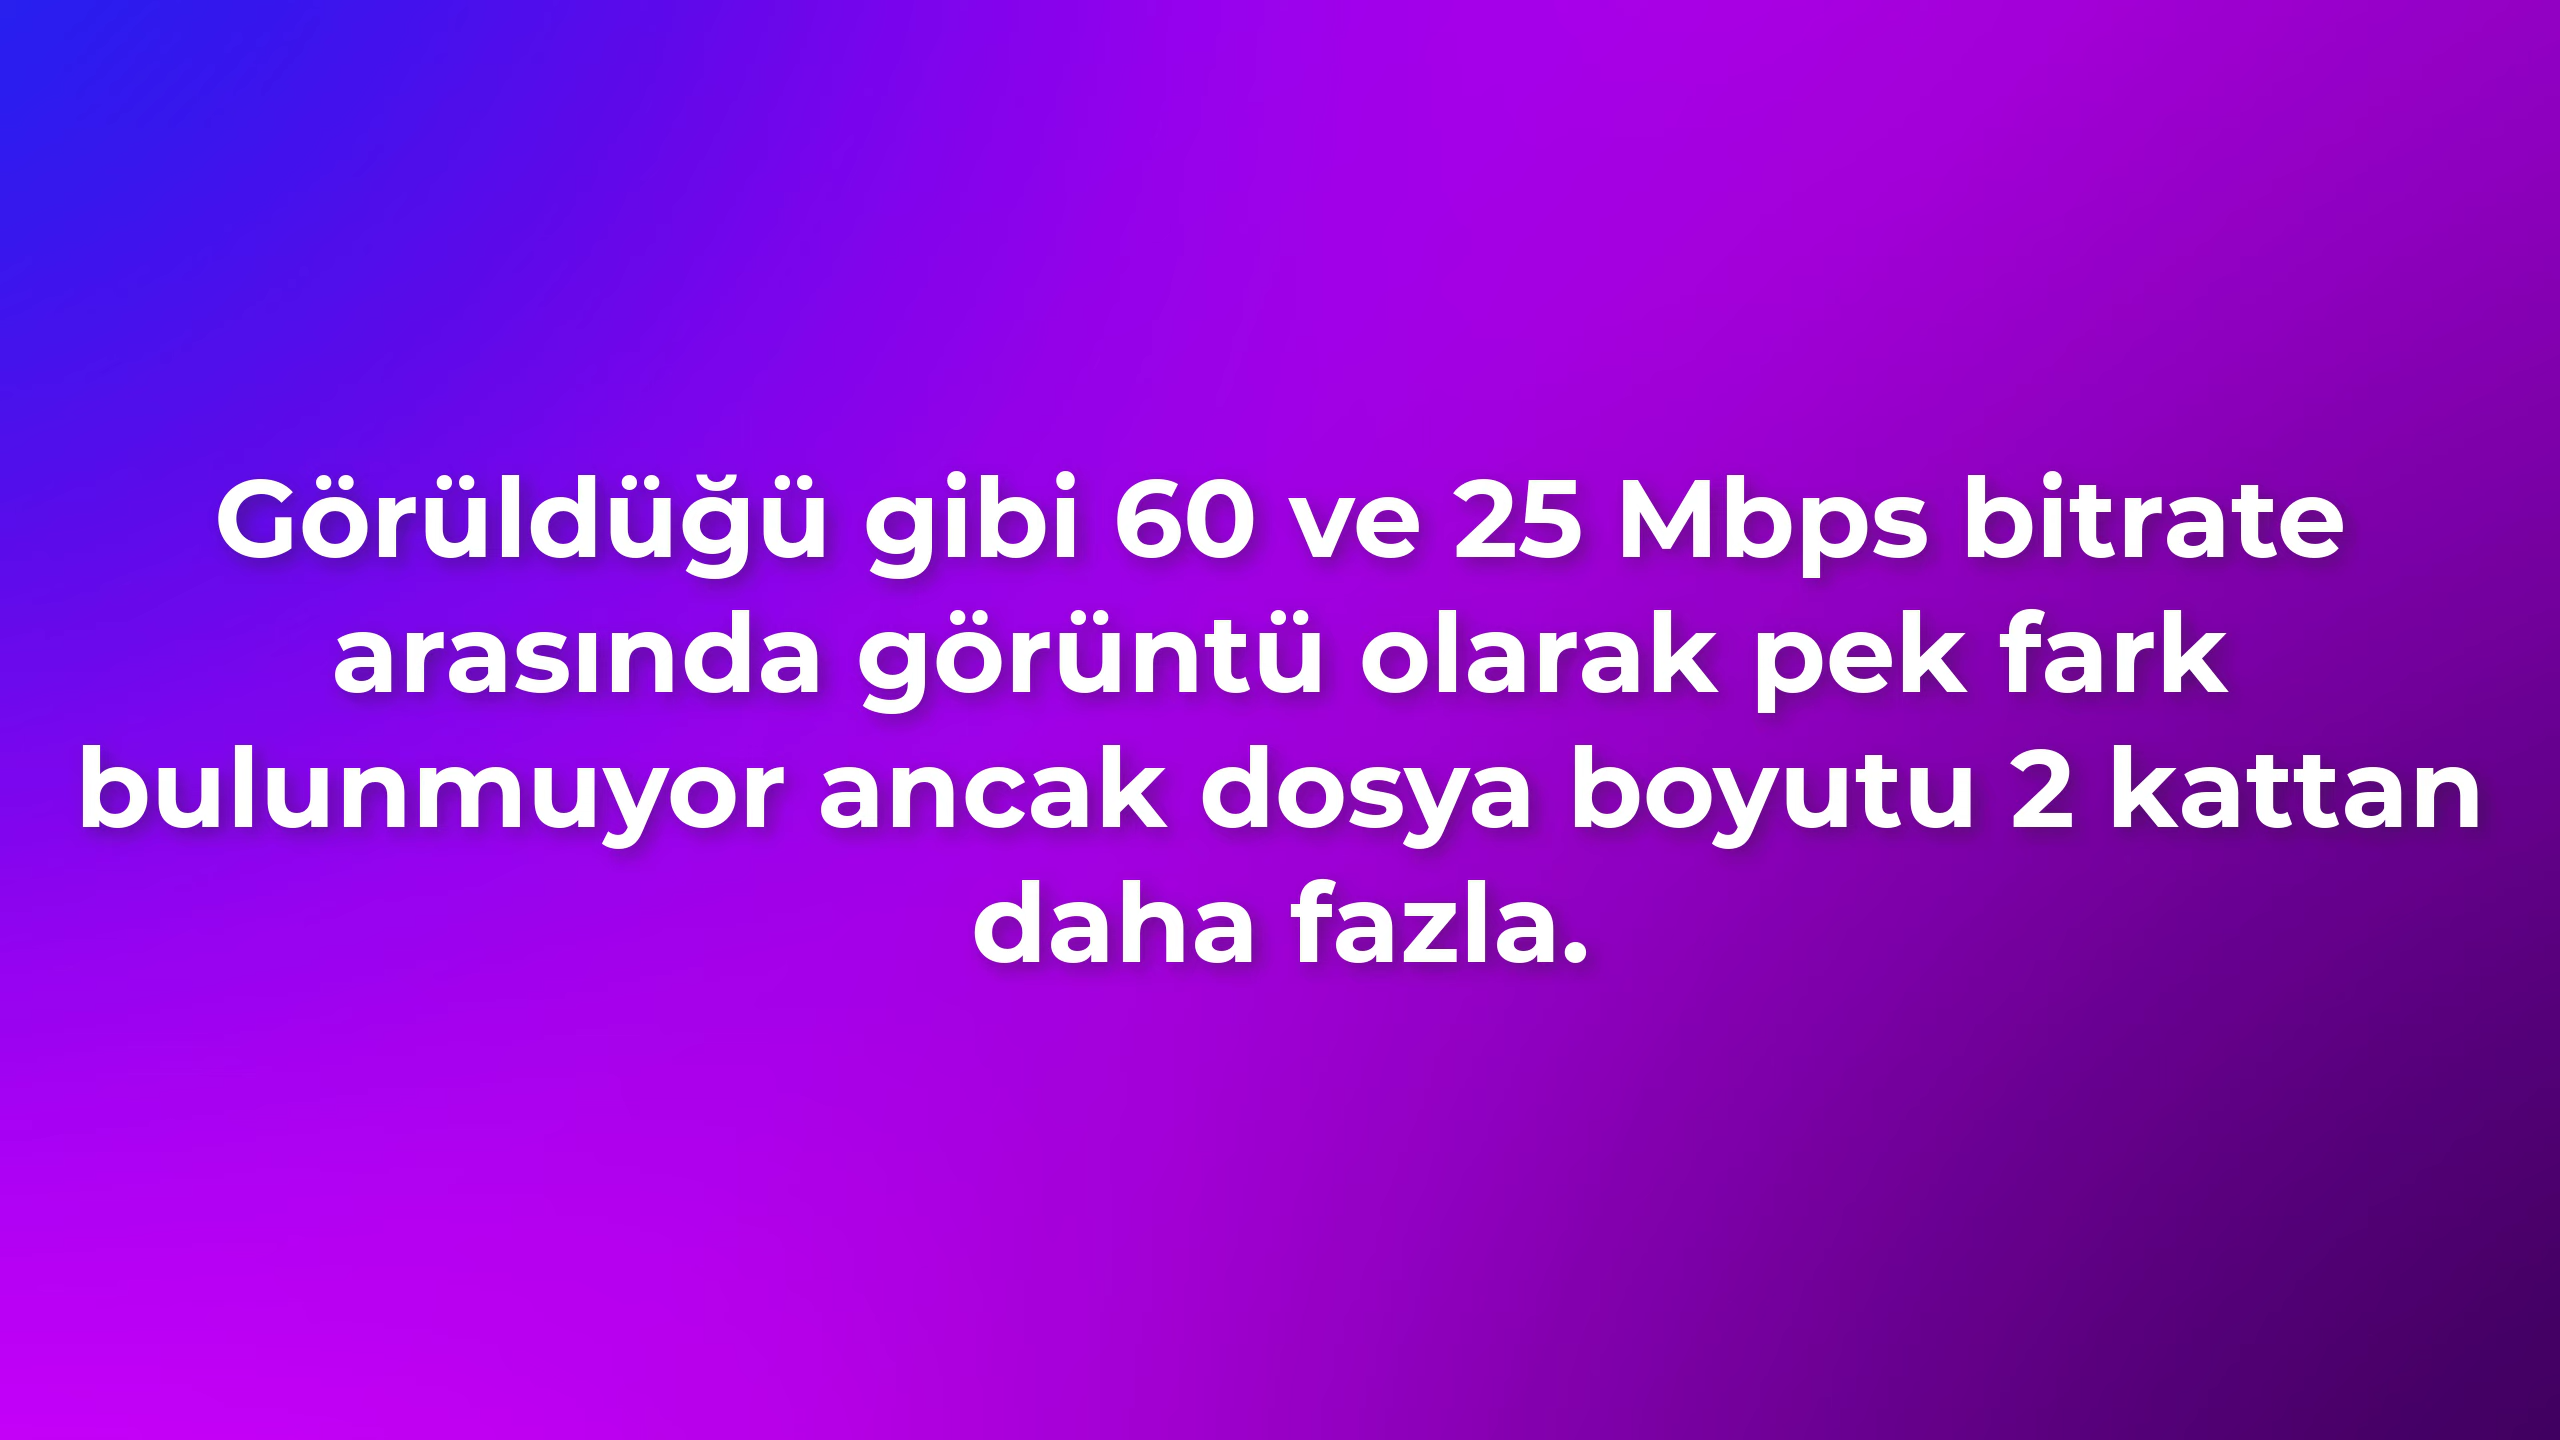 Görüldüğü gibi 60 ve 25 Mbps bitrate
arasında görüntü olarak pek fark
bulunmuyor ancak dosya boyutu 2 kattan
daha fazla.